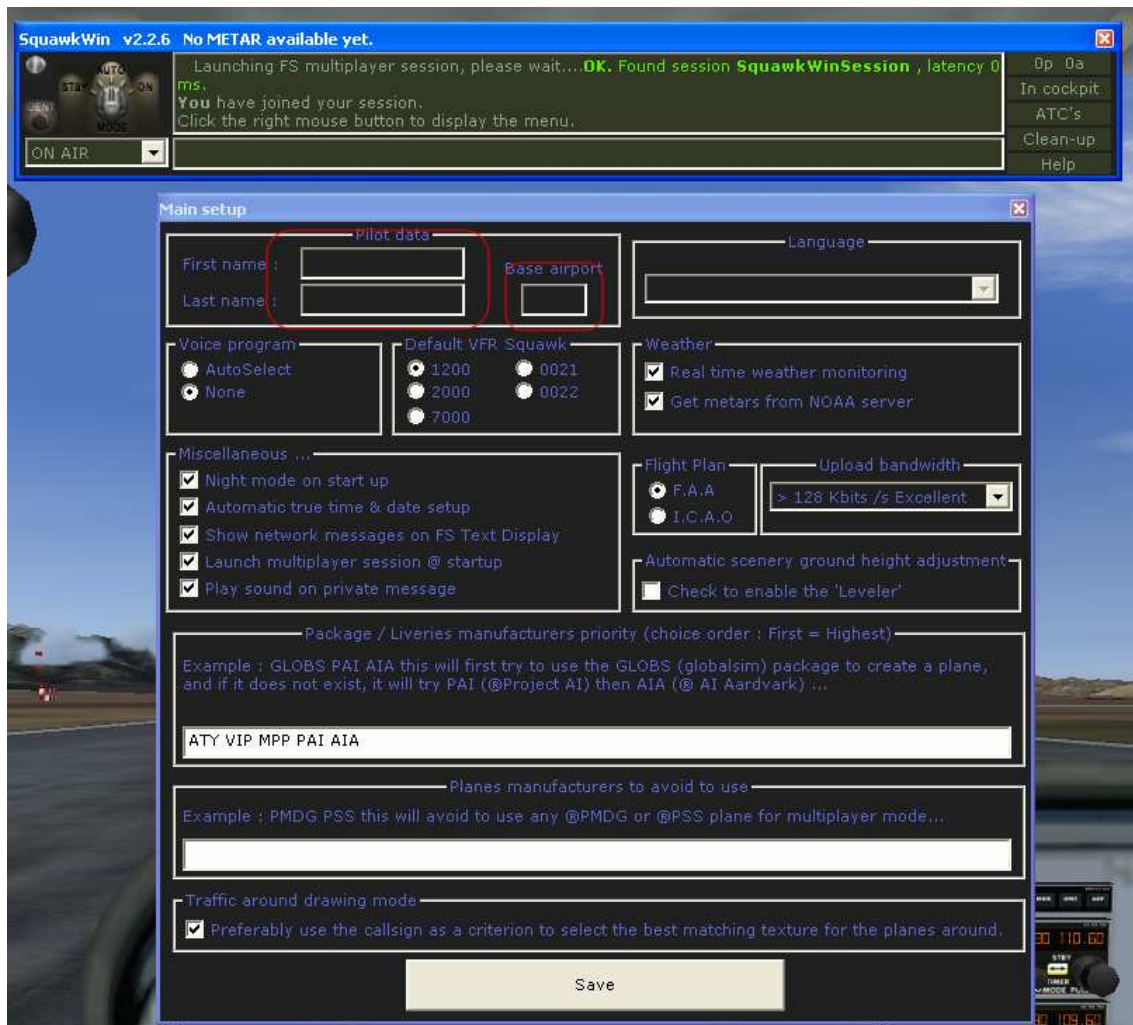 SquawkWin v2.2.6 No METAR available yet.
Launching FS multiplayer session, please wait....OK. Found session SquawkWinSession , latency 0
ms.
You have joined your session.
Click the right mouse button to display the menu.
0p 0a
In cockpit
ATC's
Clean-up
Help
STBY
AUTO
ON
IDENT
MODE
ON AIR
Main setup
Pilot data
First name :
Last name :
Base airport
Language
Voice program
AutoSelect
None
Default VFR Squawk
1200
2000
7000
0021
0022
Weather
Real time weather monitoring
Get metars from NOAA server
Miscellaneous ...
Night mode on start up
Automatic true time & date setup
Show network messages on FS Text Display
Launch multiplayer session @ startup
Play sound on private message
Flight Plan
F.A.A
I.C.A.O
Upload bandwidth
> 128 Kbits /s Excellent
Automatic scenery ground height adjustment
Check to enable the 'Leveler'
Package / Liveries manufacturers priority (choice order : First = Highest)
Example : GLOBS PAI AIA this will first try to use the GLOBS (globalsim) package to create a plane,
and if it does not exist, it will try PAI (®Project AI) then AIA (® AI Aardvark) ...
ATY VIP MPP PAI AIA
Planes manufacturers to avoid to use
Example : PMDG PSS this will avoid to use any ®PMDG or ®PSS plane for multiplayer mode...
Traffic around drawing mode
Preferably use the callsign as a criterion to select the best matching texture for the planes around.
Save
110.60
STBY
TIMER
MODE
109.60